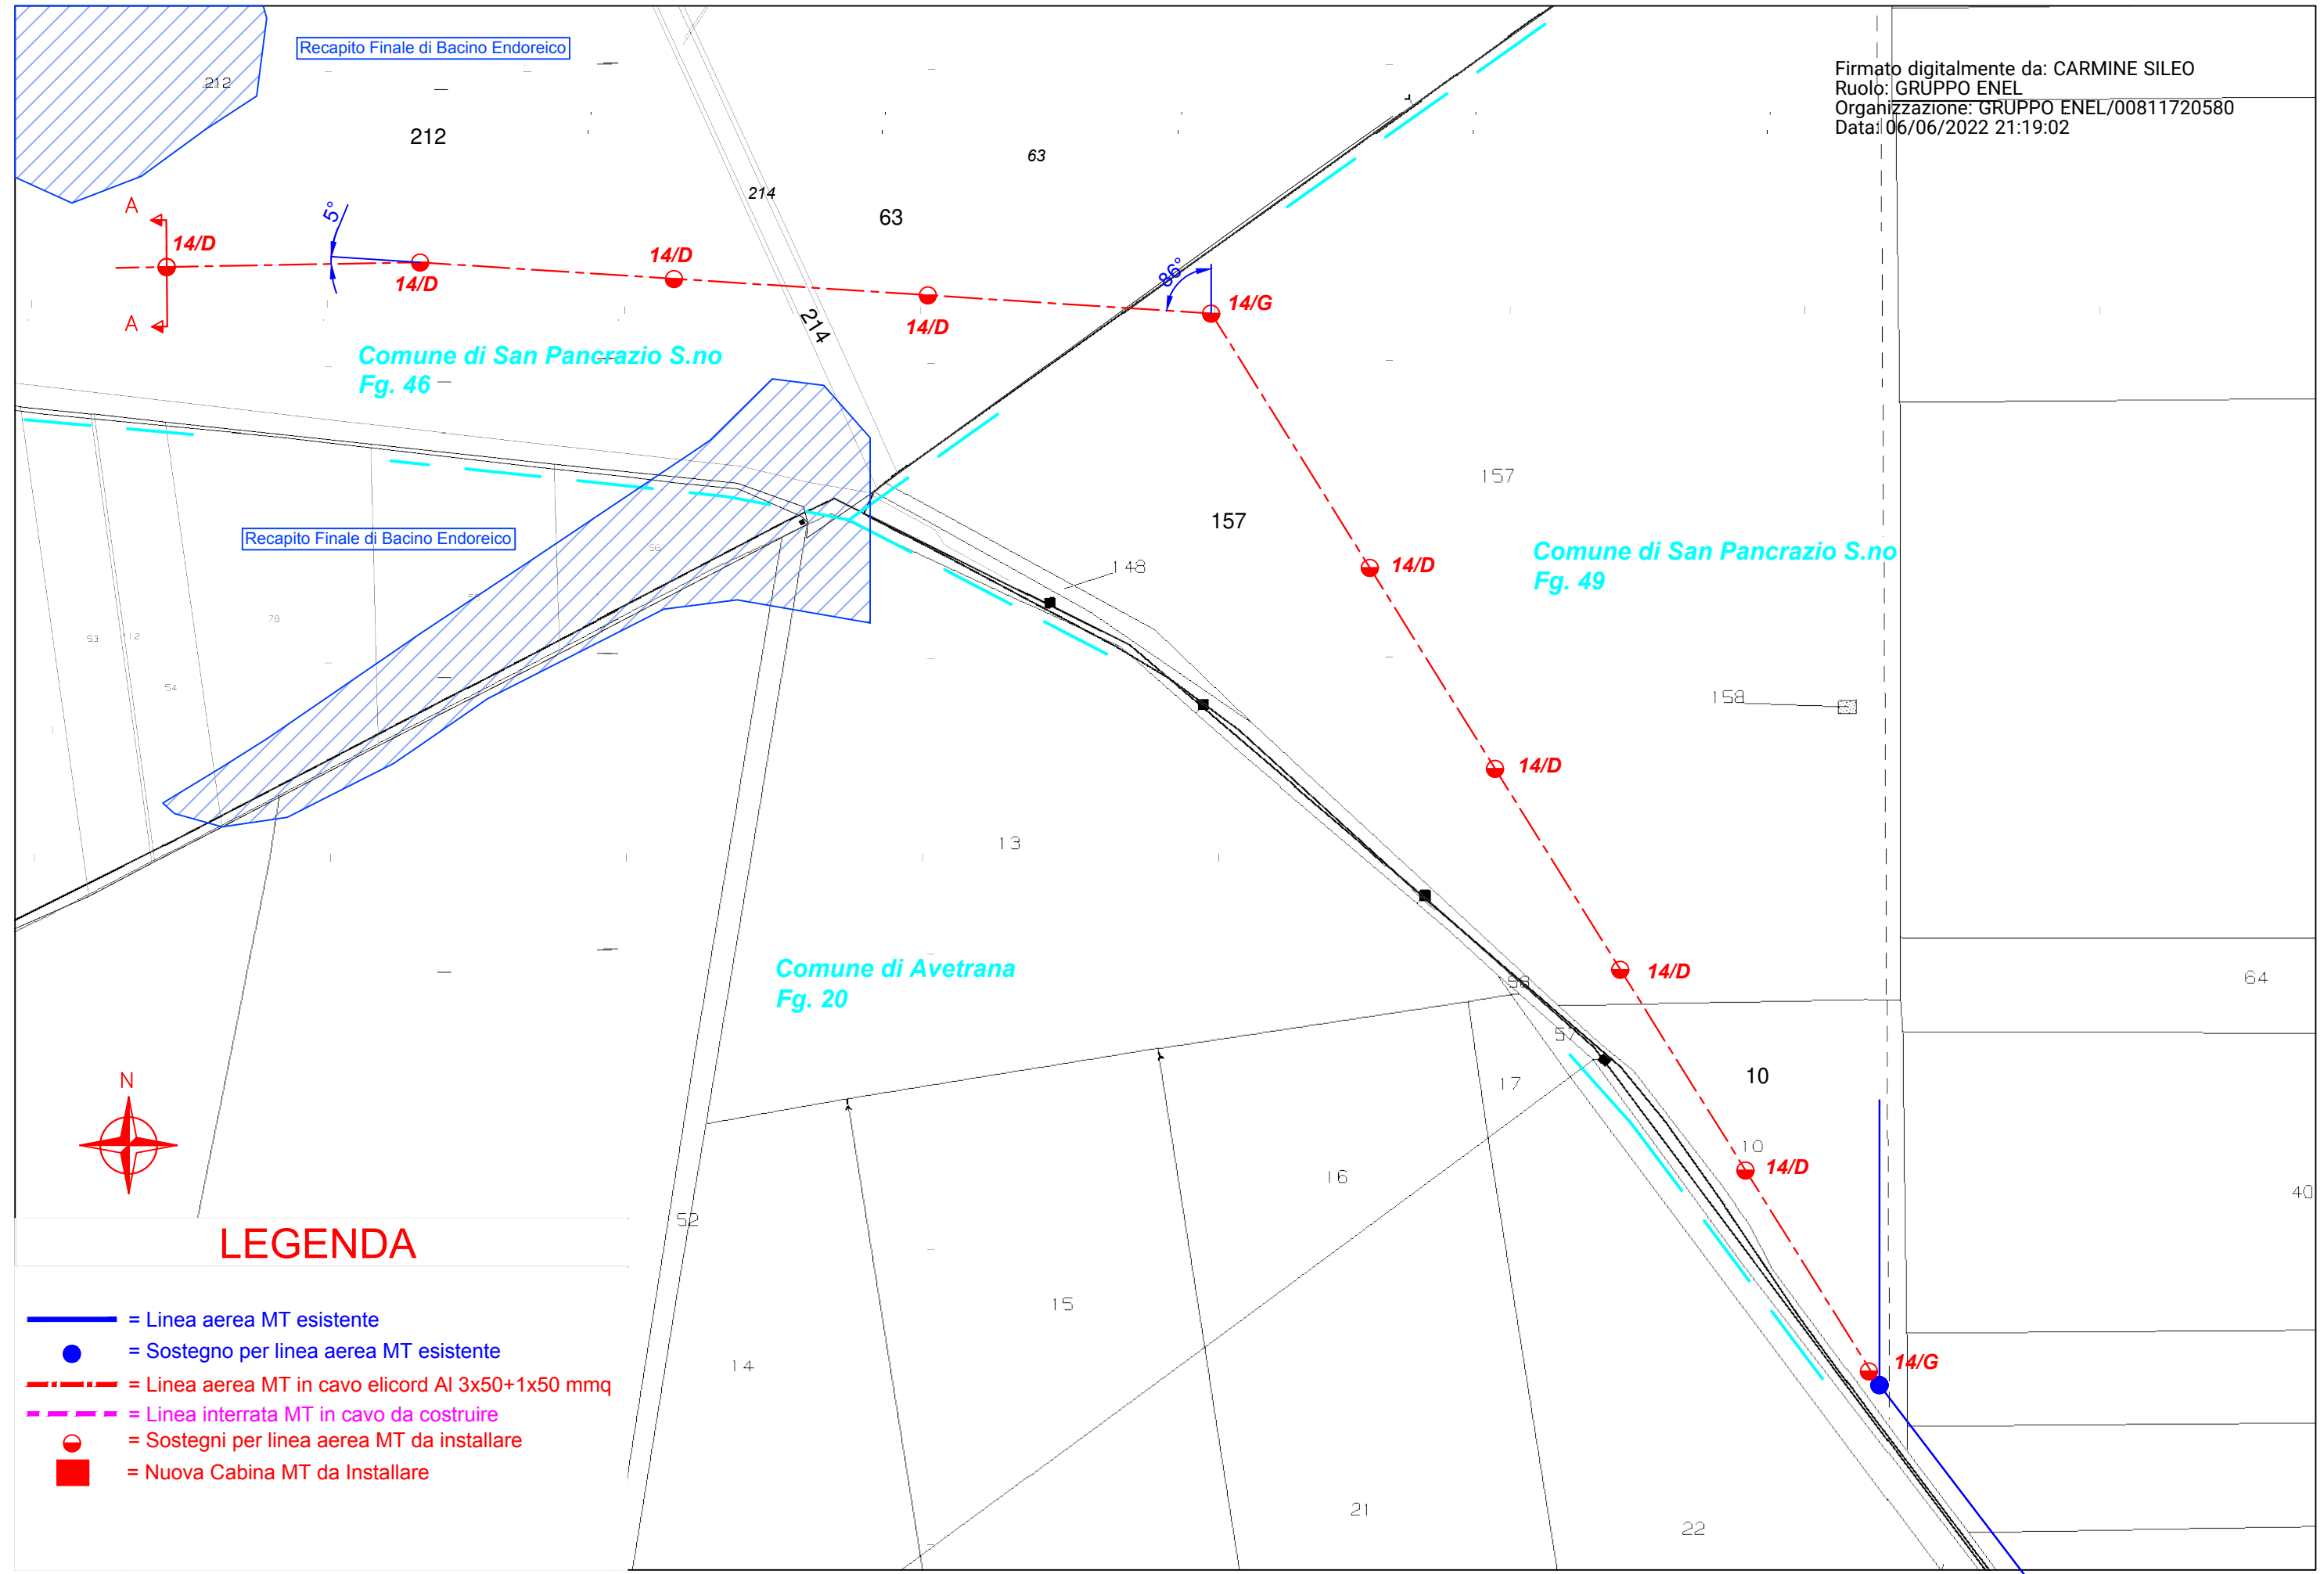 Recapito Finale di Bacino Endoreico
Firmato digitalmente da: CARMINE SILEO
Ruolo: GRUPPO ENEL
Organizzazione: GRUPPO ENEL/00811720580
Data: 06/06/2022 21:19:02
212
212
63
214
63
A
5°
14/D
14/D
14/D
14/D
86°
14/G
A
214
Comune di San Pancrazio S.no
Fg. 46
157
157
Recapito Finale di Bacino Endoreico
56
148
14/D
Comune di San Pancrazio S.no
Fg. 49
78
53
112
54
158
14/D
13
Comune di Avetrana
Fg. 20
14/D
58
64
57
10
17
N
10
14/D
16
40
52
LEGENDA
15
14
14/G
= Linea aerea MT esistente
= Sostegno per linea aerea MT esistente
= Linea aerea MT in cavo elicord Al 3x50+1x50 mmq
= Linea interrata MT in cavo da costruire
= Sostegni per linea aerea MT da installare
= Nuova Cabina MT da Installare
21
22